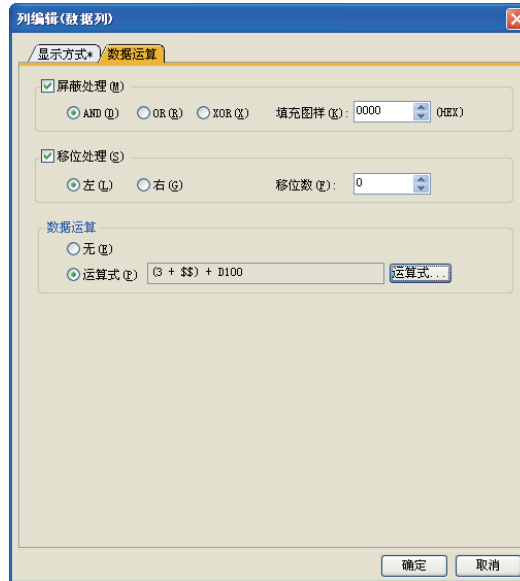 列编辑(数据列)
显示方式* 数据运算
屏蔽处理(M)
AND(D) OR(R) XOR(X) 填充图样(K): 0000 (HEX)
移位处理(S)
左(L) 右(G) 移位数(F): 0
数据运算
无(E)
运算式(P) (3 + $$) + D100 运算式...
确定 取消